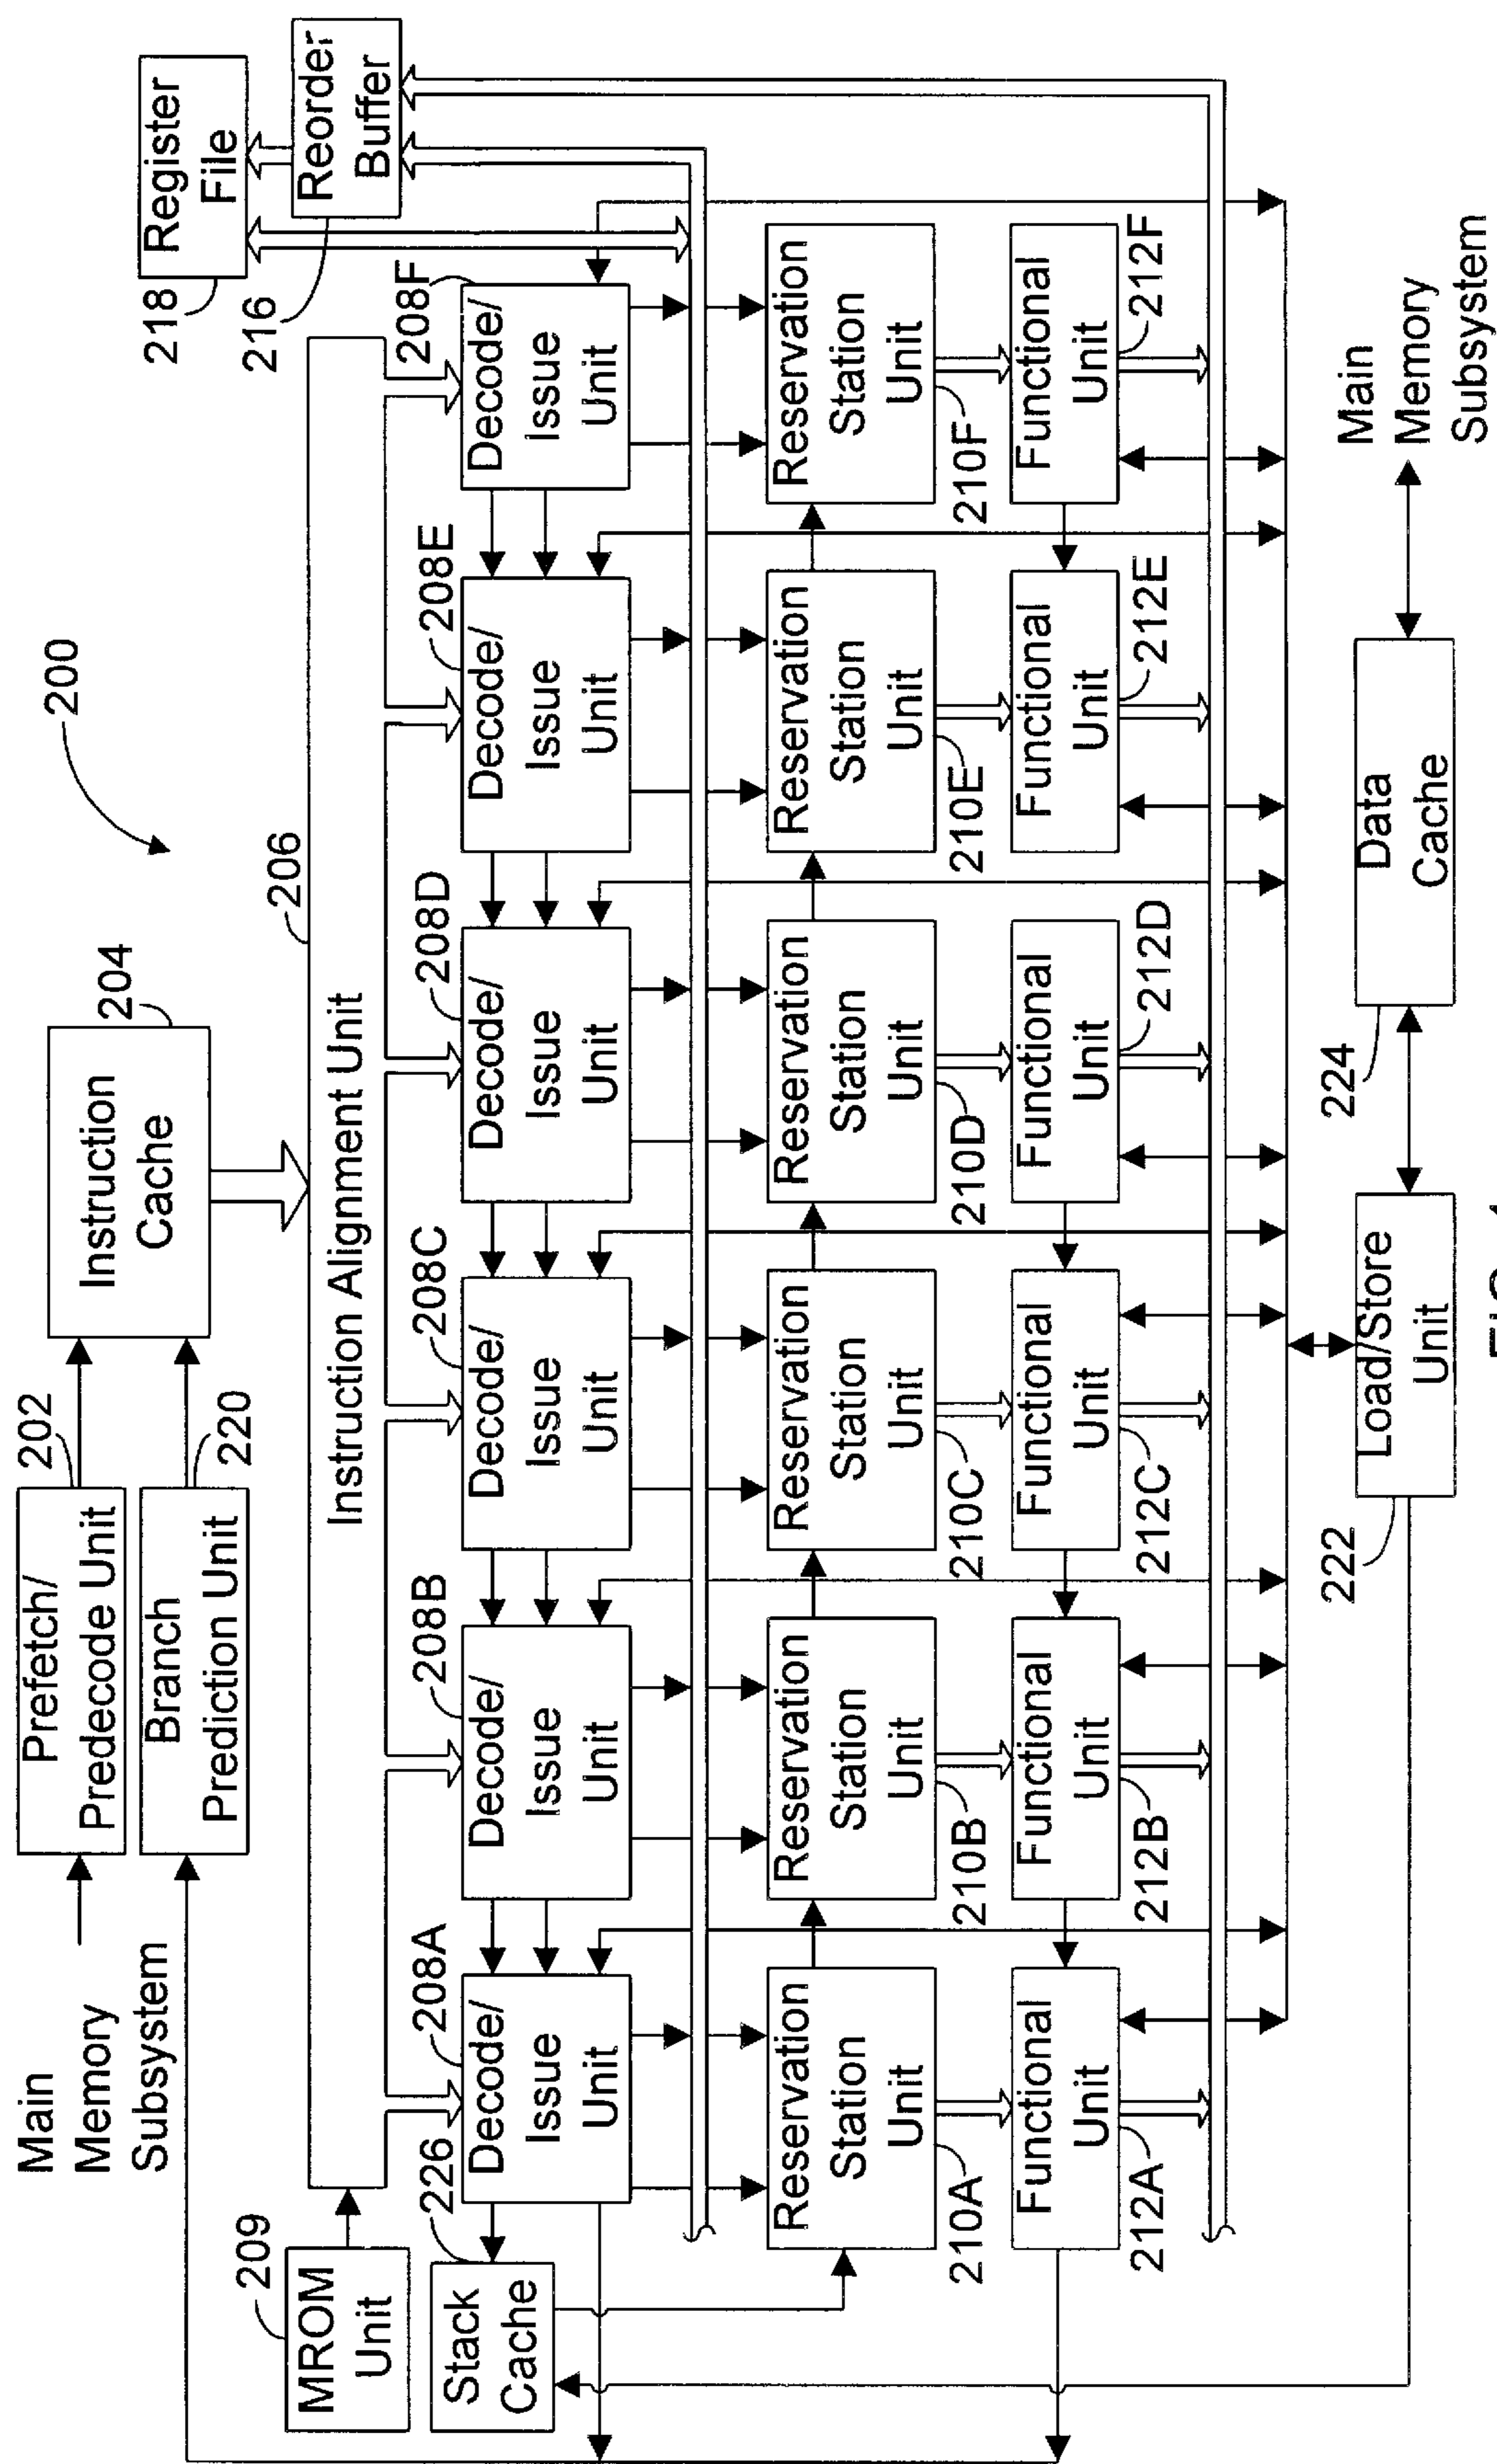 200
Main
Memory
Subsystem
Prefetch/
Predecode Unit
202
Branch
Prediction Unit
220
Instruction
Cache
204
206
Instruction Alignment Unit
209
MROM
Unit
218
Register
File
216
Reorder
Buffer
226
Stack
Cache
208A
Decode/
Issue
Unit
208B
Decode/
Issue
Unit
208C
Decode/
Issue
Unit
208D
Decode/
Issue
Unit
208E
Decode/
Issue
Unit
208F
Decode/
Issue
Unit
Reservation
Station
Unit
210A
Reservation
Station
Unit
210B
Reservation
Station
Unit
210C
Reservation
Station
Unit
210D
Reservation
Station
Unit
210E
Reservation
Station
Unit
210F
Functional
Unit
212A
Functional
Unit
212B
Functional
Unit
212C
Functional
Unit
212D
Functional
Unit
212E
Functional
Unit
212F
222
Load/Store
Unit
224
Data
Cache
Main
Memory
Subsystem